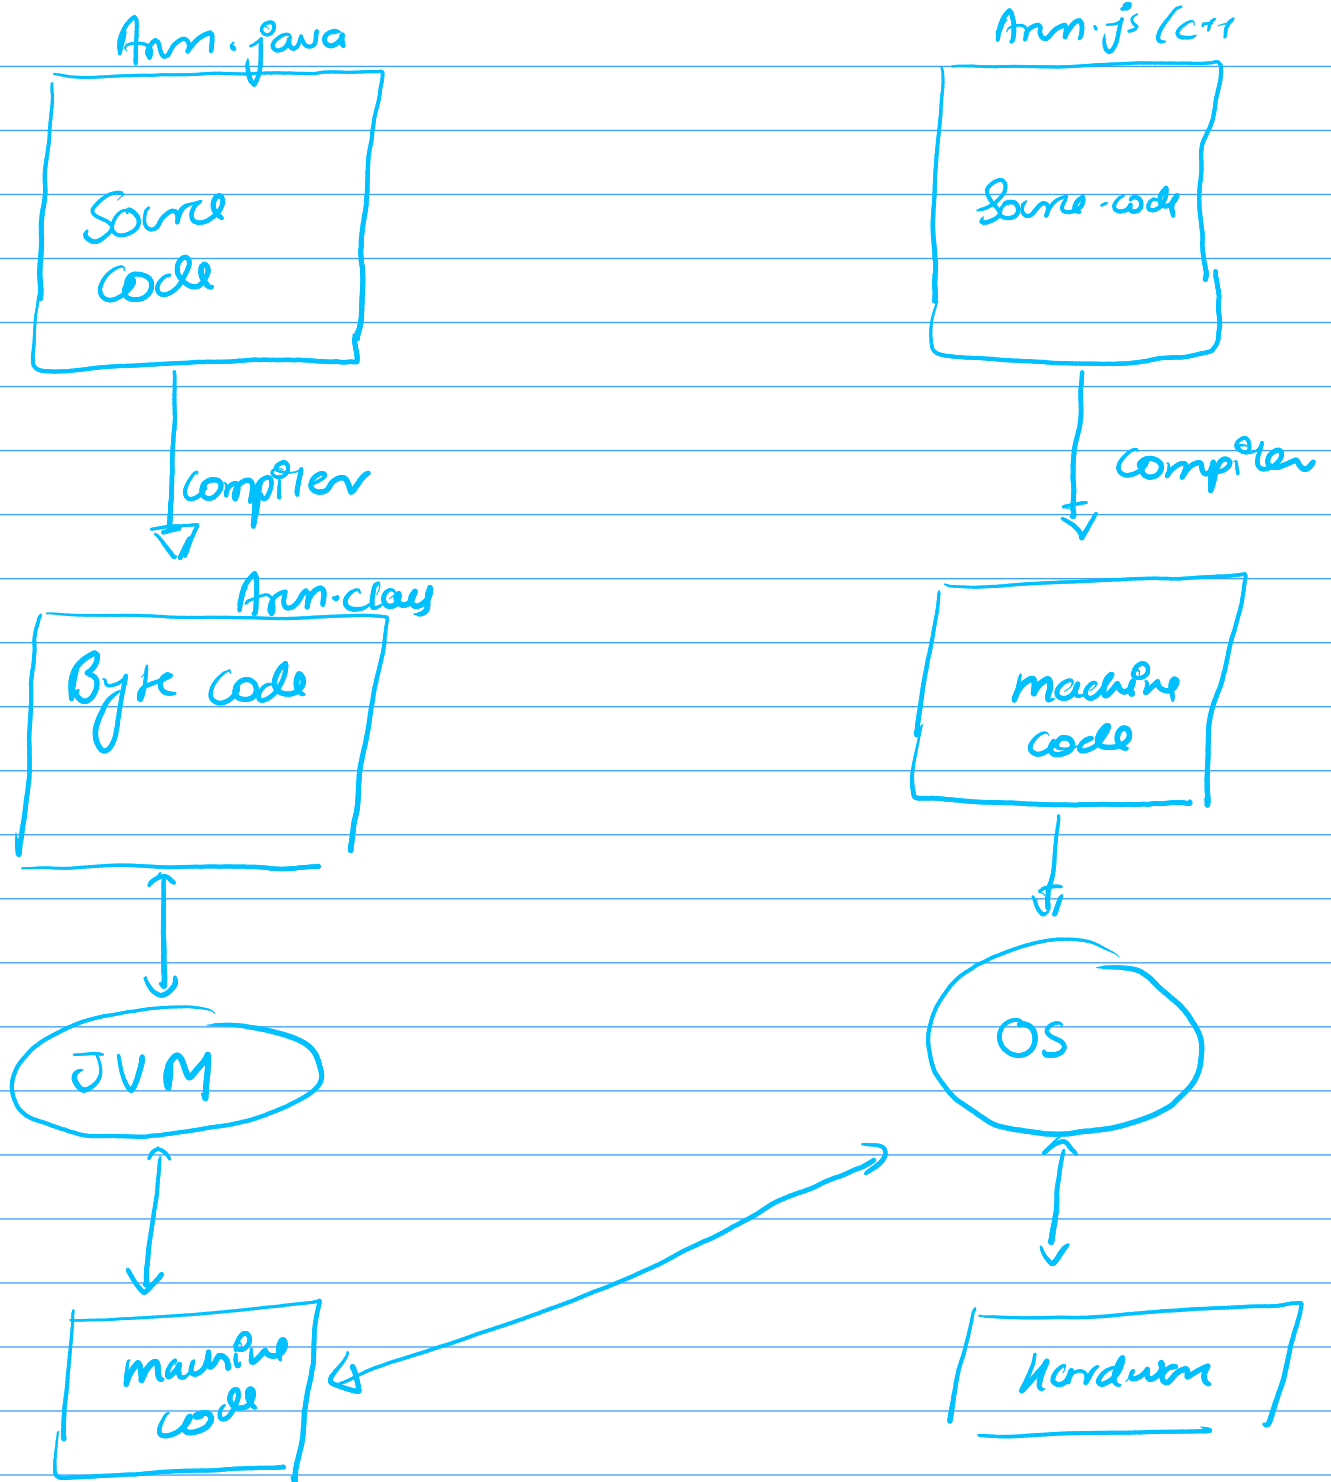 Arun.java
Arun.js/c++
Source
code
Source-code
compiler
compiler
Arun.class
Byte code
machine
code
JVM
OS
machine
code
hardware